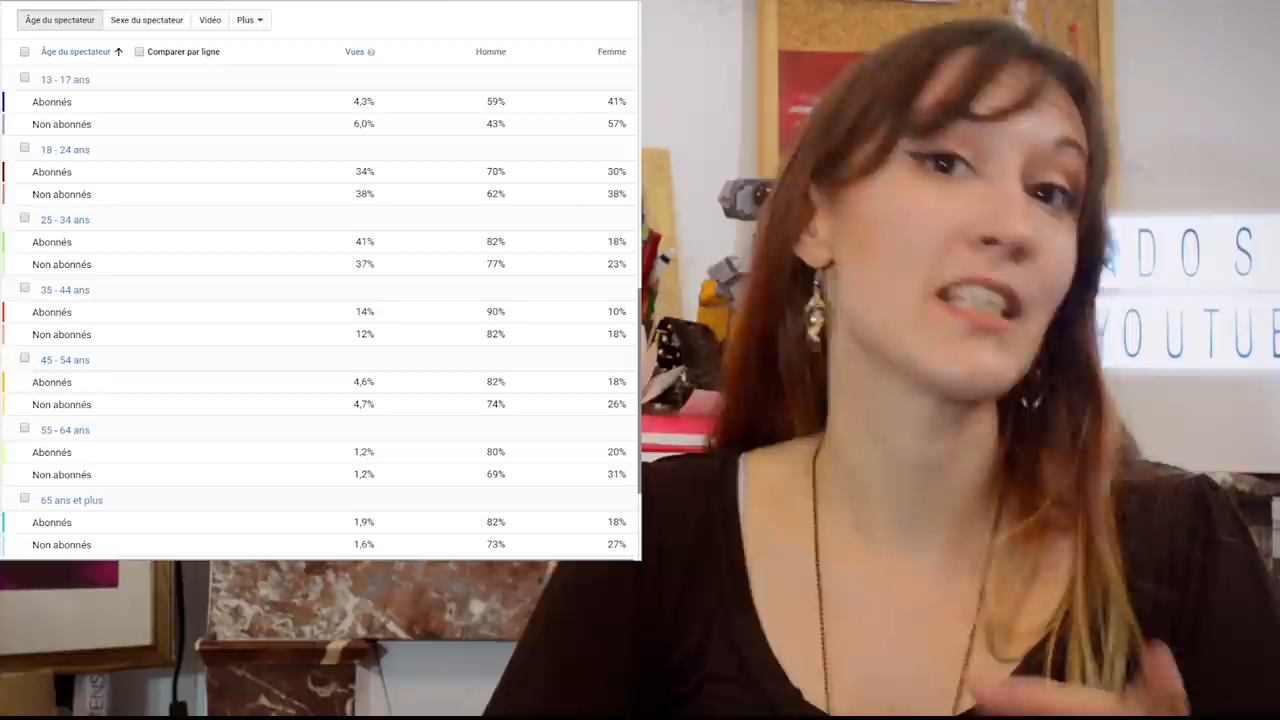 Âge du spectateur Sexe du spectateur Vidéo Plus
Âge du spectateur Comparer par ligne Vues Homme Femme
13 - 17 ans
Abonnés 4,3% 59% 41%
Non abonnés 6,0% 43% 57%
18 - 24 ans
Abonnés 34% 70% 30%
Non abonnés 38% 62% 38%
25 - 34 ans
Abonnés 41% 82% 18%
Non abonnés 37% 77% 23%
35 - 44 ans
Abonnés 14% 90% 10%
Non abonnés 12% 82% 18%
45 - 54 ans
Abonnés 4,6% 82% 18%
Non abonnés 4,7% 74% 26%
55 - 64 ans
Abonnés 1,2% 80% 20%
Non abonnés 1,2% 69% 31%
65 ans et plus
Abonnés 1,9% 82% 18%
Non abonnés 1,6% 73% 27%
ADOS
YOUTUB